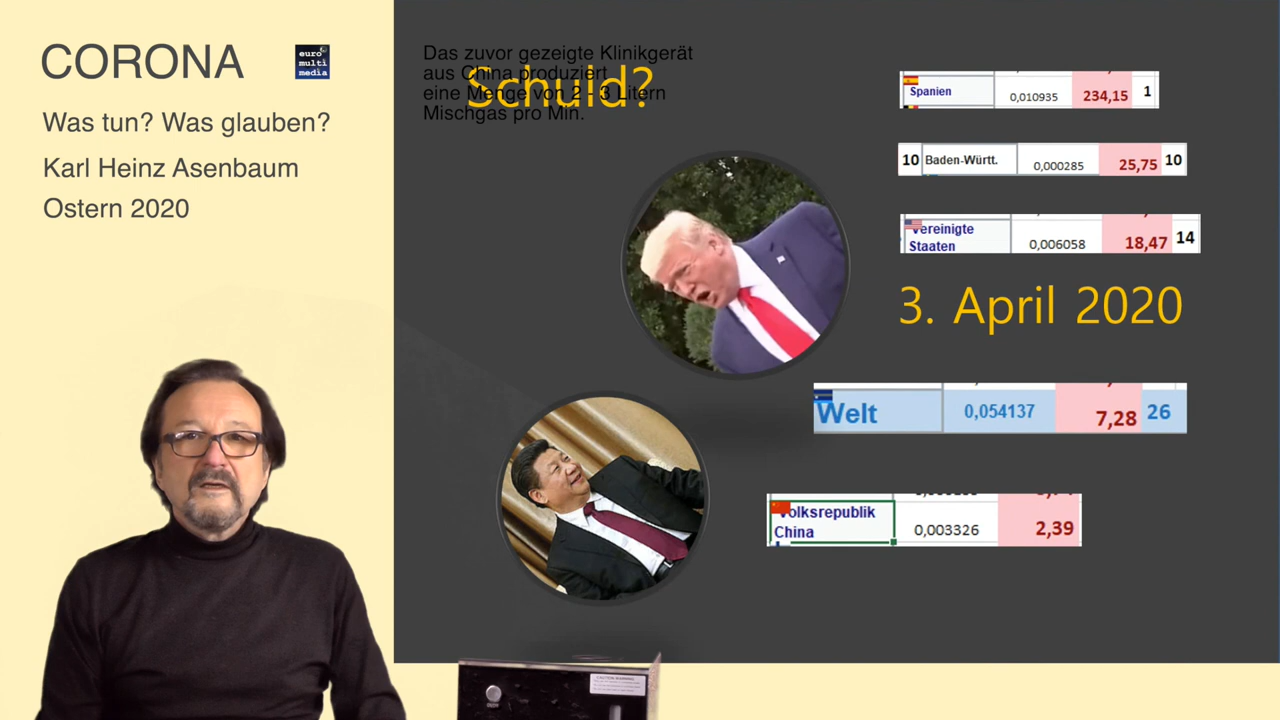 CORONA
euro
multi
media
Was tun? Was glauben?
Karl Heinz Asenbaum
Ostern 2020
Das zuvor gezeigte Klinikgerät
aus China produziert
eine Menge von 2 - 3 Litern
Mischgas pro Min.
Schuld?
Spanien 0,010935 234,15 1
10 Baden-Württ. 0,000285 25,75 10
Vereinigte
Staaten 0,006058 18,47 14
3. April 2020
Welt 0,054137 7,28 26
Volksrepublik
China 0,003326 2,39